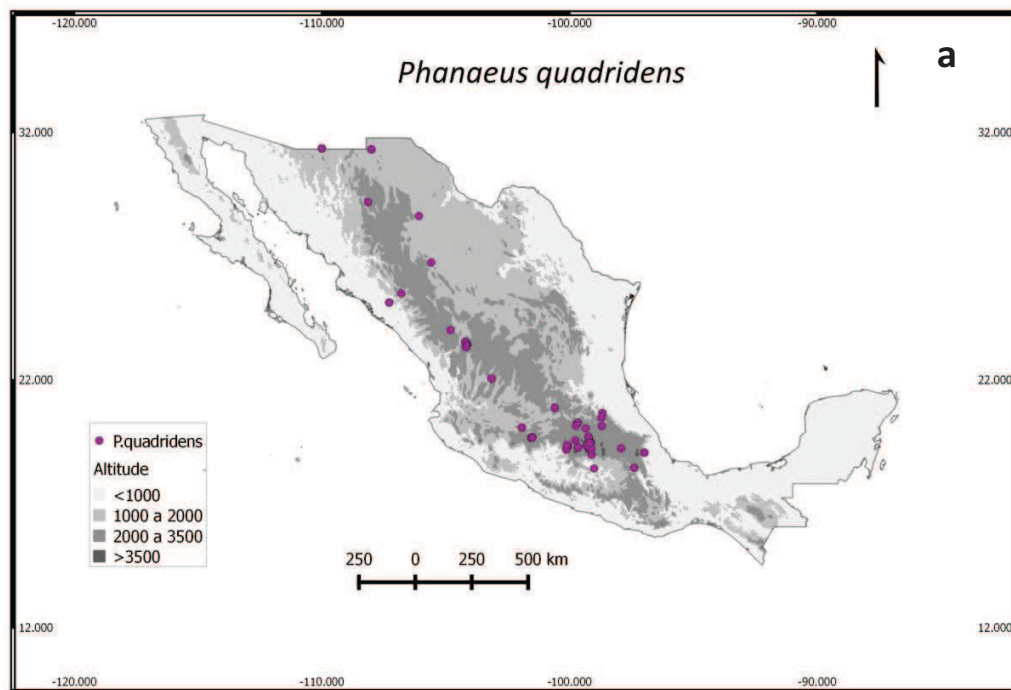 -120.000 -110.000 -100.000 -90.000
Phanaeus quadridens
a
32.000 32.000
22.000 22.000
P.quadridens
Altitude
<1000
1000 a 2000
2000 a 3500
>3500
250 0 250 500 km
12.000 12.000
-120.000 -110.000 -100.000 -90.000